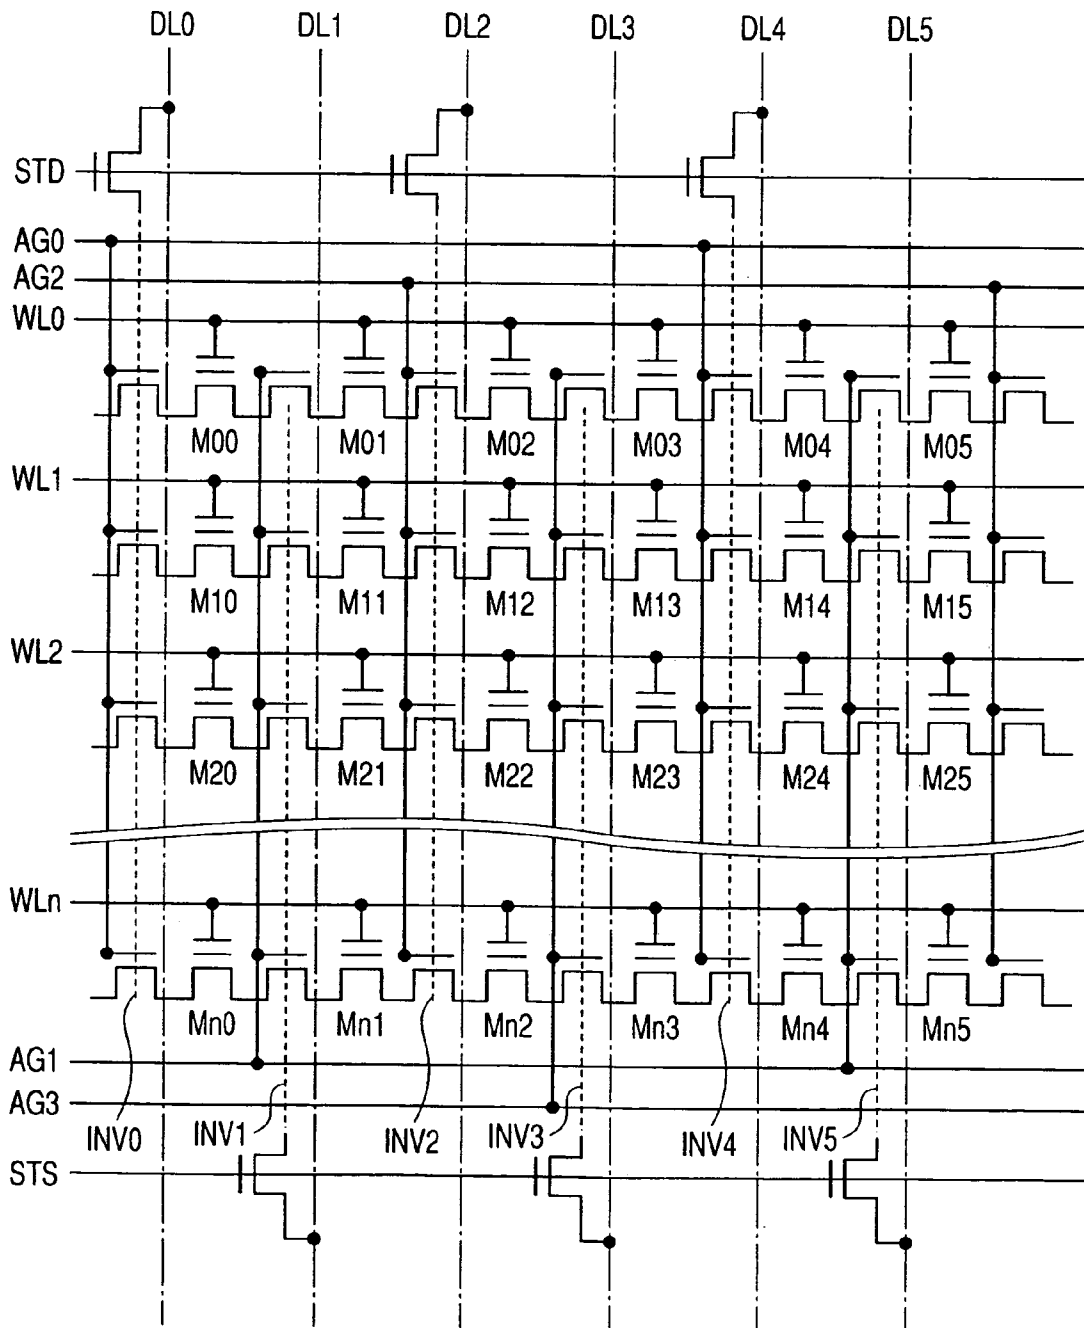 DL0 DL1 DL2 DL3 DL4 DL5
STD
AG0
AG2
WL0
M00 M01 M02 M03 M04 M05
WL1
M10 M11 M12 M13 M14 M15
WL2
M20 M21 M22 M23 M24 M25
WLn
Mn0 Mn1 Mn2 Mn3 Mn4 Mn5
AG1
AG3
INV0 INV1 INV2 INV3 INV4 INV5
STS